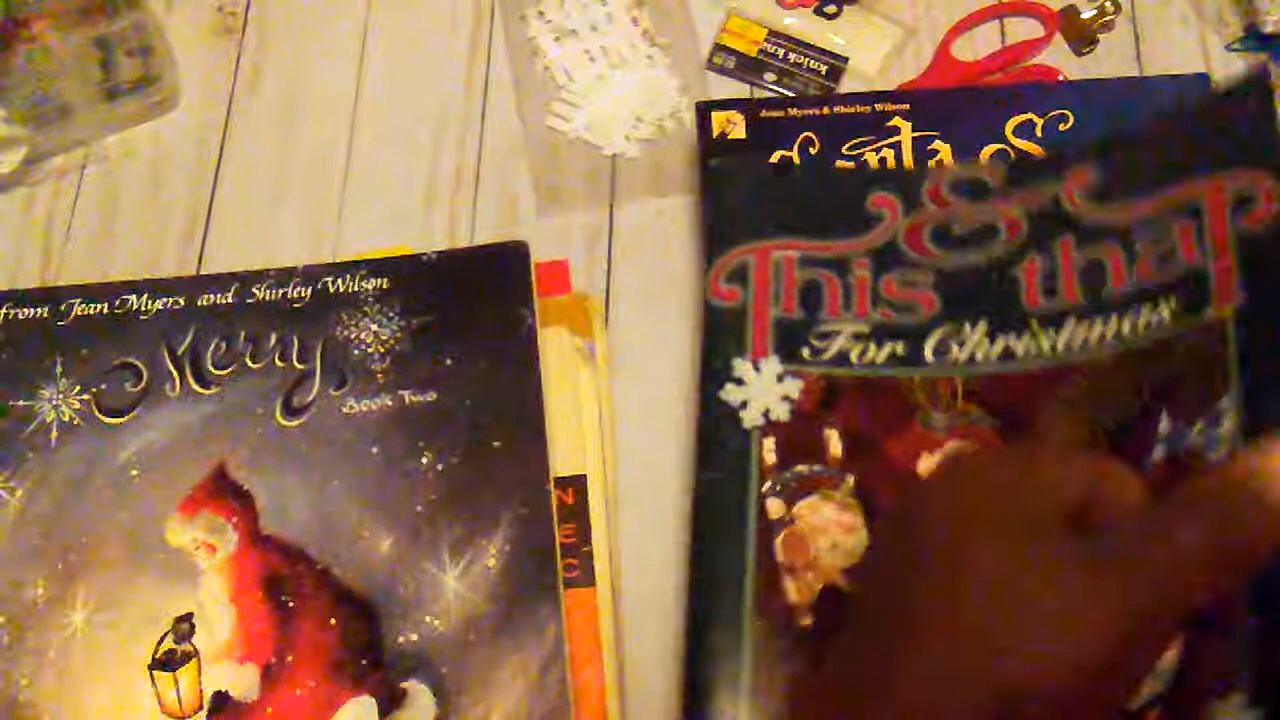 from Jean Myers and Shirley Wilson
Merry
Book Two
N
E
O
Jean Myers & Shirley Wilson
&
This that
For Christmas